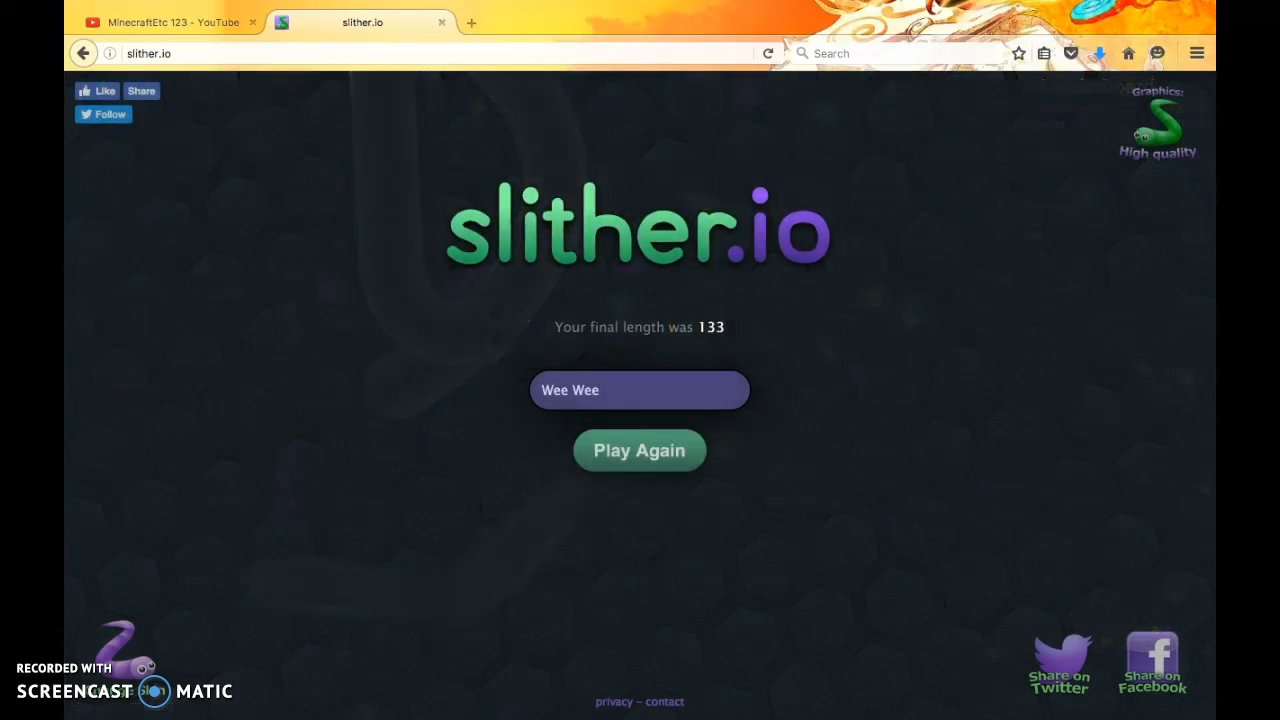 MinecraftEtc 123 - YouTube
slither.io
slither.io
Search
Like Share
Follow
Graphics:
High quality
slither.io
Your final length was 133
Wee Wee
Play Again
RECORDED WITH
SCREENCAST MATIC
Share on
Twitter
Share on
Facebook
privacy - contact